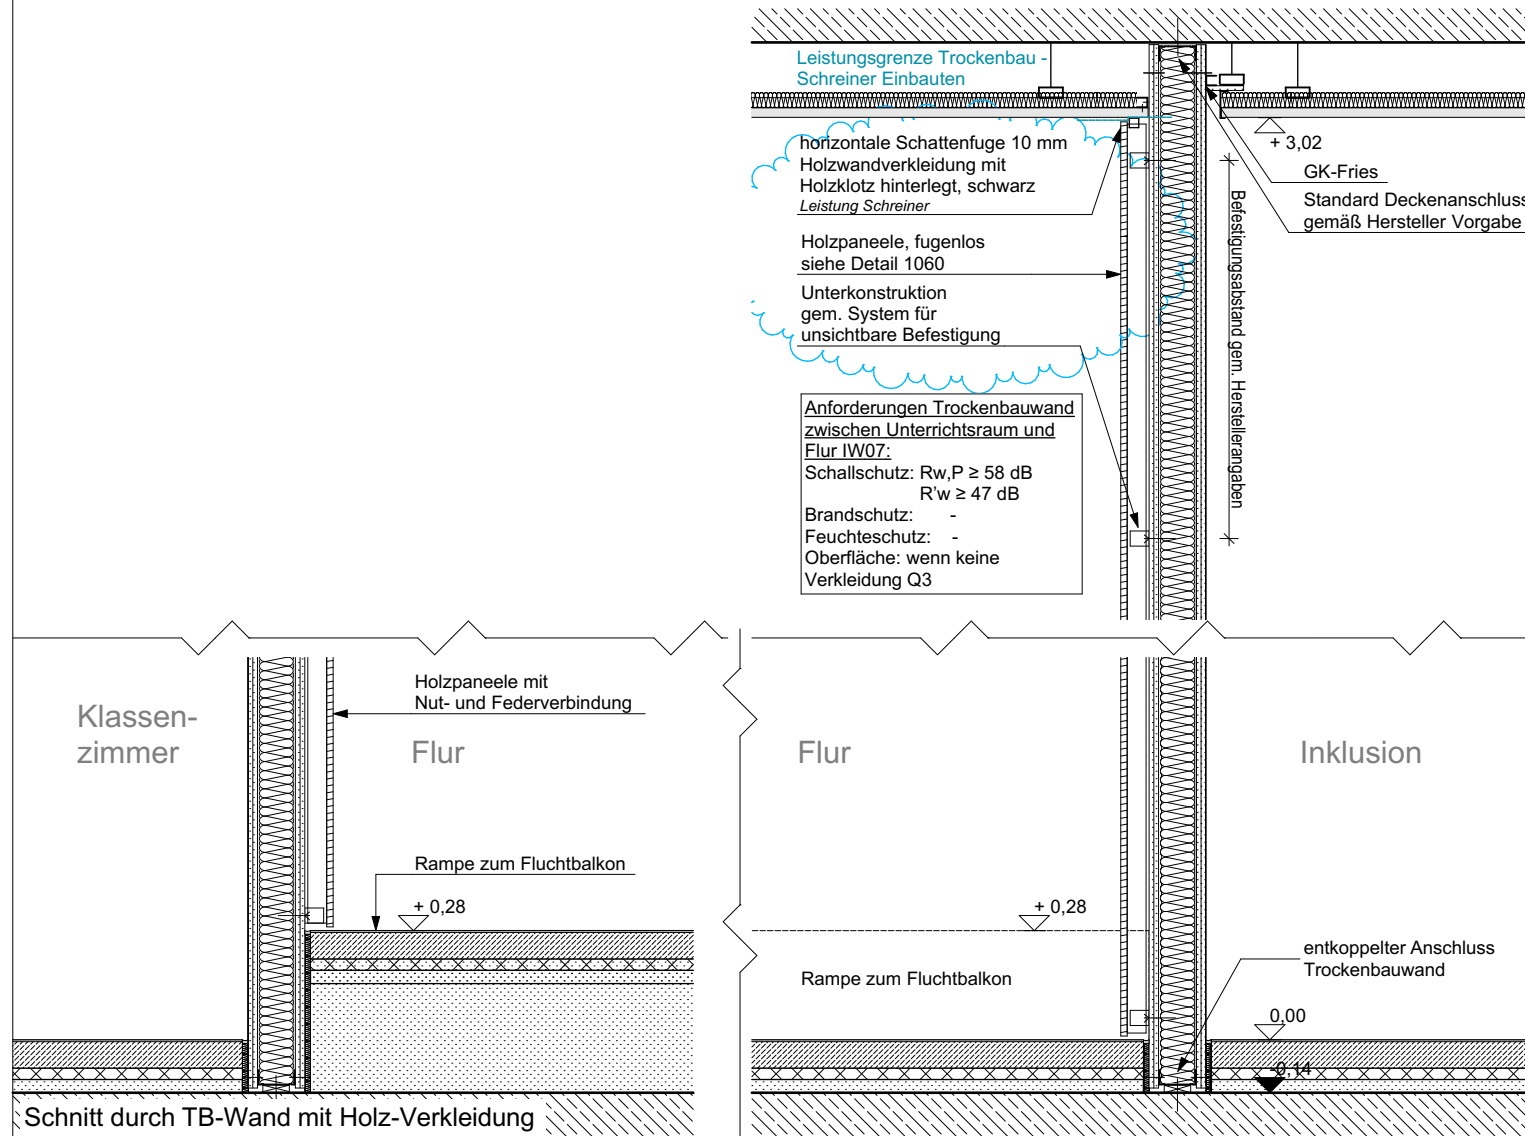 Leistungsgrenze Trockenbau -
Schreiner Einbauten
horizontale Schattenfuge 10 mm
Holzwandverkleidung mit
Holzklotz hinterlegt, schwarz
Leistung Schreiner
Holzpaneele, fugenlos
siehe Detail 1060
Unterkonstruktion
gem. System für
unsichtbare Befestigung
Anforderungen Trockenbauwand
zwischen Unterrichtsraum und
Flur IW07:
Schallschutz: Rw,P ≥ 58 dB
R'w ≥ 47 dB
Brandschutz: -
Feuchteschutz: -
Oberfläche: wenn keine
Verkleidung Q3
+ 3,02
GK-Fries
Standard Deckenanschluss
gemäß Hersteller Vorgabe
Befestigungsabstand gem. Herstellerangaben
Klassen-
zimmer
Holzpaneele mit
Nut- und Federverbindung
Flur
Rampe zum Fluchtbalkon
+ 0,28
Flur
Inklusion
+ 0,28
Rampe zum Fluchtbalkon
entkoppelter Anschluss
Trockenbauwand
0,00
-0,14
Schnitt durch TB-Wand mit Holz-Verkleidung